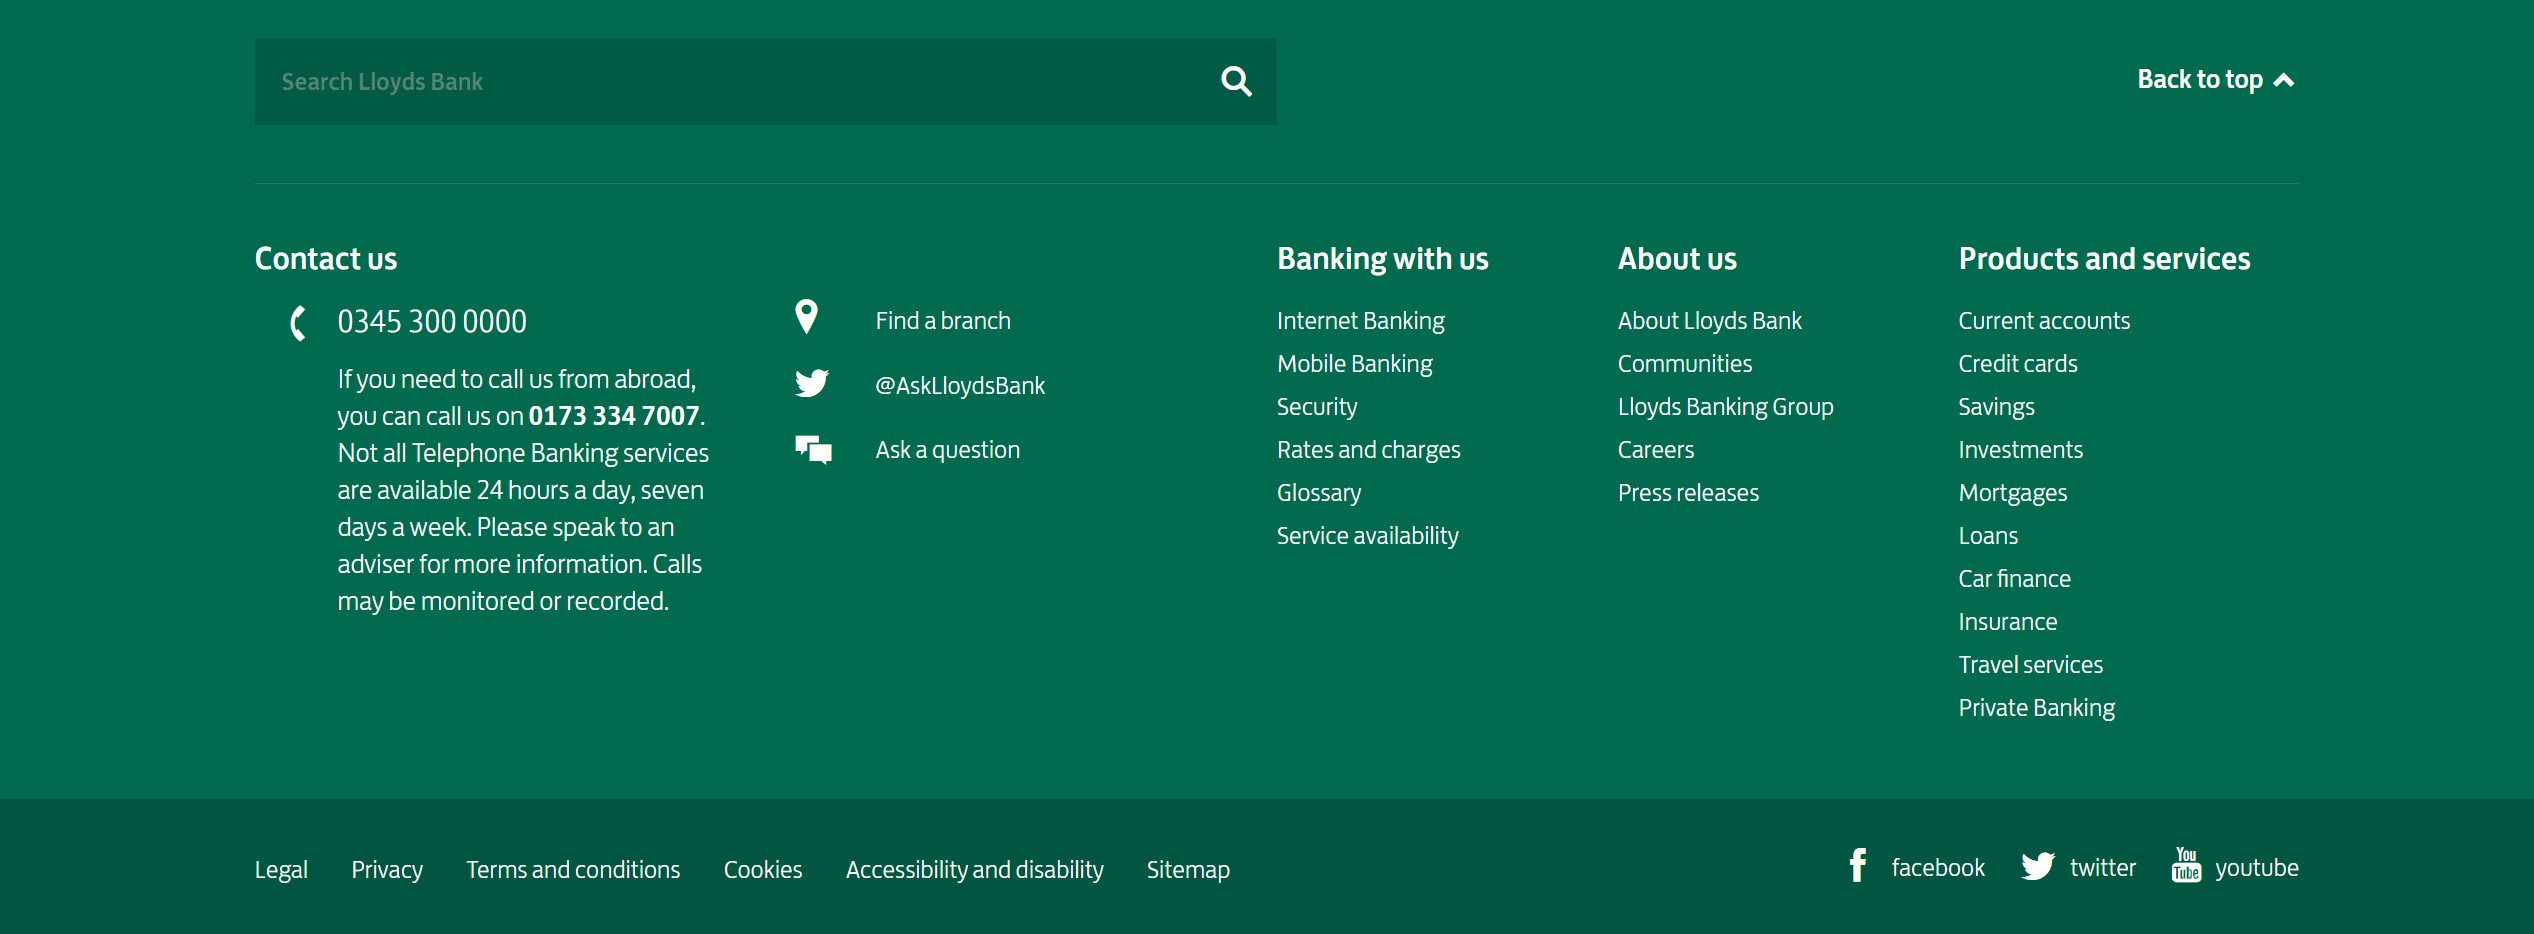 Search Lloyds Bank
Back to top
Contact us
0345 300 0000
If you need to call us from abroad,
you can call us on 0173 334 7007.
Not all Telephone Banking services
are available 24 hours a day, seven
days a week. Please speak to an
adviser for more information. Calls
may be monitored or recorded.
Find a branch
@AskLloydsBank
Ask a question
Banking with us
Internet Banking
Mobile Banking
Security
Rates and charges
Glossary
Service availability
About us
About Lloyds Bank
Communities
Lloyds Banking Group
Careers
Press releases
Products and services
Current accounts
Credit cards
Savings
Investments
Mortgages
Loans
Car finance
Insurance
Travel services
Private Banking
Legal
Privacy
Terms and conditions
Cookies
Accessibility and disability
Sitemap
facebook
twitter
You
Tube
youtube